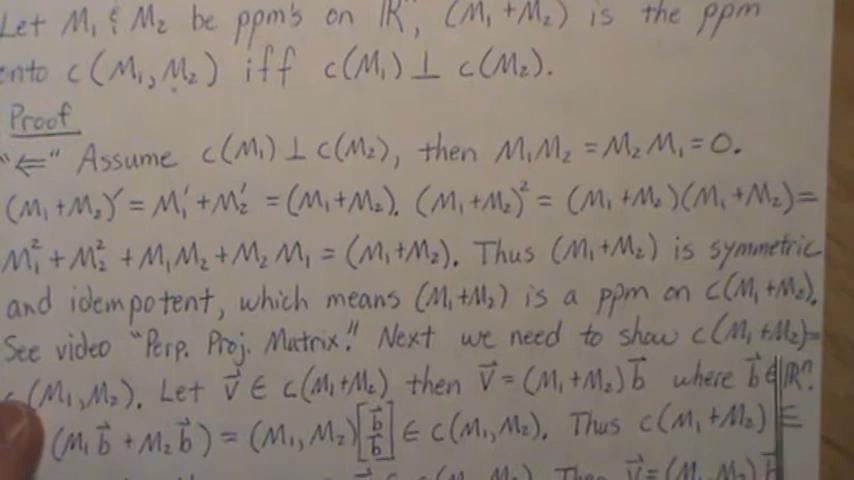 Let M₁ & M₂ be ppm's on ℝⁿ, (M₁+M₂) is the ppm
onto c(M₁,M₂) iff c(M₁) ⊥ c(M₂).
Proof
"⇐" Assume c(M₁) ⊥ c(M₂), then M₁M₂ = M₂M₁ = 0.
(M₁+M₂)' = M₁' + M₂' = (M₁+M₂). (M₁+M₂)² = (M₁+M₂)(M₁+M₂) =
M₁² + M₂² + M₁M₂ + M₂M₁ = (M₁+M₂). Thus (M₁+M₂) is symmetric
and idempotent, which means (M₁+M₂) is a ppm on c(M₁+M₂).
See video "Perp. Proj. Matrix." Next we need to show c(M₁+M₂)=
c(M₁,M₂). Let v⃗ ∈ c(M₁+M₂) then v⃗ = (M₁+M₂)b⃗ where b⃗ ∈ ℝⁿ.
(M₁b⃗ + M₂b⃗) = (M₁,M₂)[b⃗ b⃗] ∈ c(M₁,M₂). Thus c(M₁+M₂) ∈
Then v⃗ = (M₁,M₂)b⃗